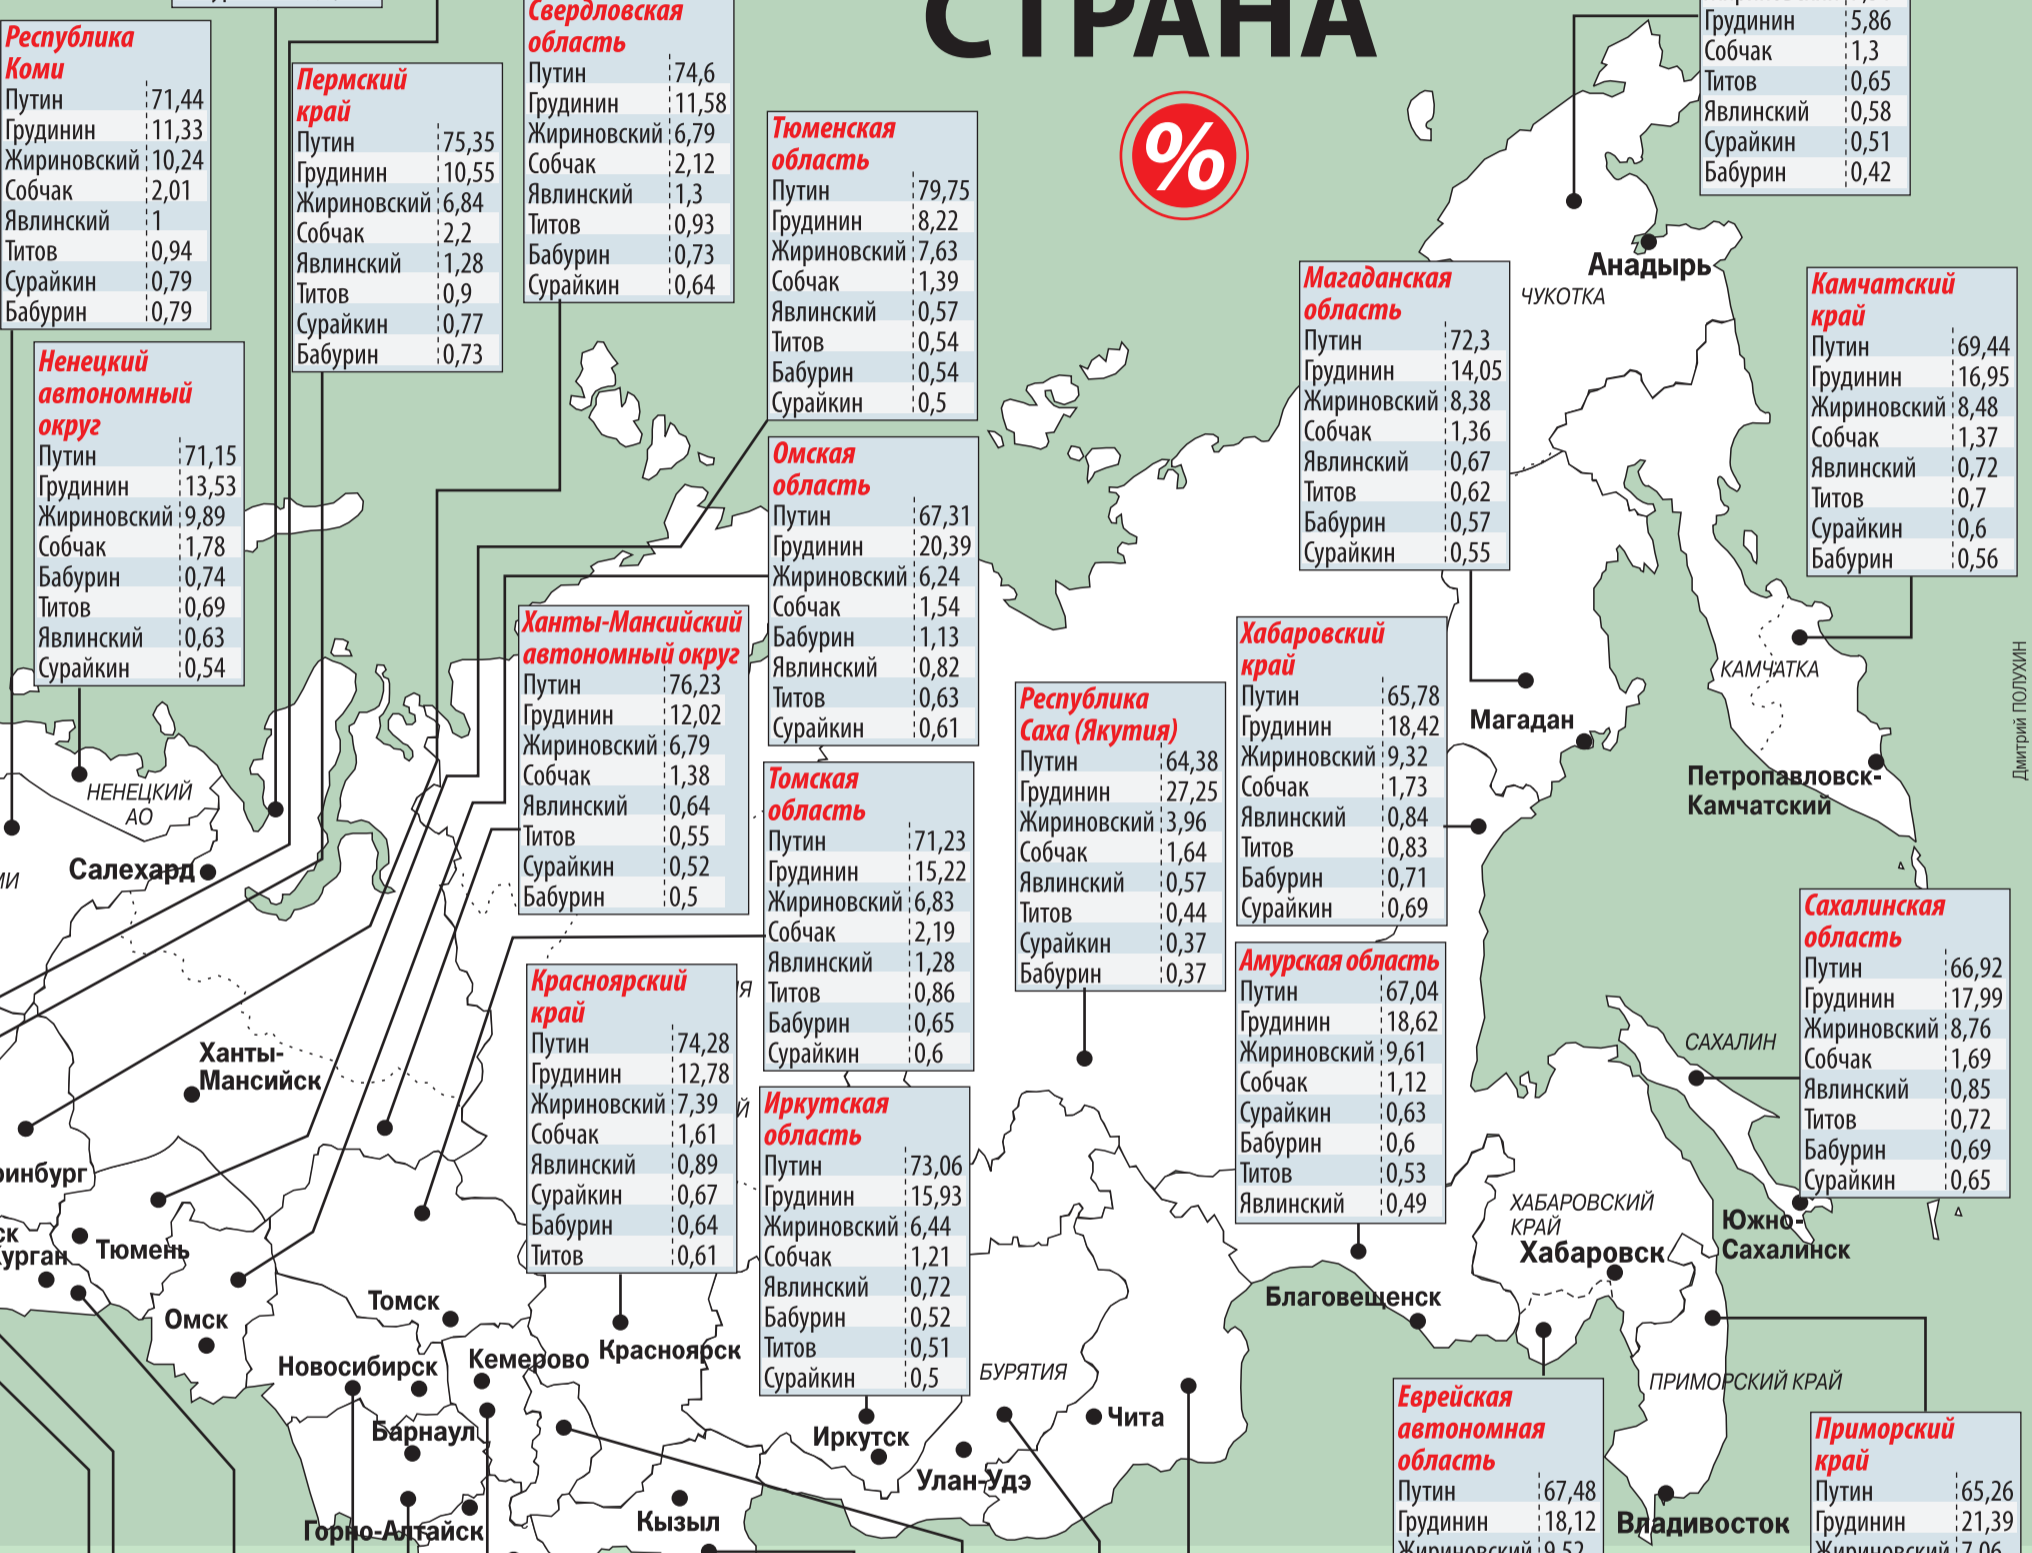 СТРАНА
%
Республика
Коми
Путин 71,44
Грудинин 11,33
Жириновский 10,24
Собчак 2,01
Явлинский 1
Титов 0,94
Сурайкин 0,79
Бабурин 0,79
Ненецкий
автономный
округ
Путин 71,15
Грудинин 13,53
Жириновский 9,89
Собчак 1,78
Бабурин 0,74
Титов 0,69
Явлинский 0,63
Сурайкин 0,54
Пермский
край
Путин 75,35
Грудинин 10,55
Жириновский 6,84
Собчак 2,2
Явлинский 1,28
Титов 0,9
Сурайкин 0,77
Бабурин 0,73
Свердловская
область
Путин 74,6
Грудинин 11,58
Жириновский 6,79
Собчак 2,12
Явлинский 1,3
Титов 0,93
Бабурин 0,73
Сурайкин 0,64
Тюменская
область
Путин 79,75
Грудинин 8,22
Жириновский 7,63
Собчак 1,39
Явлинский 0,57
Титов 0,54
Бабурин 0,54
Сурайкин 0,5
Омская
область
Путин 67,31
Грудинин 20,39
Жириновский 6,24
Собчак 1,54
Бабурин 1,13
Явлинский 0,82
Титов 0,63
Сурайкин 0,61
Ханты-Мансийский
автономный округ
Путин 76,23
Грудинин 12,02
Жириновский 6,79
Собчак 1,38
Явлинский 0,64
Титов 0,55
Сурайкин 0,52
Бабурин 0,5
Томская
область
Путин 71,23
Грудинин 15,22
Жириновский 6,83
Собчак 2,19
Явлинский 1,28
Титов 0,86
Бабурин 0,65
Сурайкин 0,6
Красноярский
край
Путин 74,28
Грудинин 12,78
Жириновский 7,39
Собчак 1,61
Явлинский 0,89
Сурайкин 0,67
Бабурин 0,64
Титов 0,61
Иркутская
область
Путин 73,06
Грудинин 15,93
Жириновский 6,44
Собчак 1,21
Явлинский 0,72
Бабурин 0,52
Титов 0,51
Сурайкин 0,5
Республика
Саха (Якутия)
Путин 64,38
Грудинин 27,25
Жириновский 3,96
Собчак 1,64
Явлинский 0,57
Титов 0,44
Сурайкин 0,37
Бабурин 0,37
Магаданская
область
Путин 72,3
Грудинин 14,05
Жириновский 8,38
Собчак 1,36
Явлинский 0,67
Титов 0,62
Бабурин 0,57
Сурайкин 0,55
Хабаровский
край
Путин 65,78
Грудинин 18,42
Жириновский 9,32
Собчак 1,73
Явлинский 0,84
Титов 0,83
Бабурин 0,71
Сурайкин 0,69
Амурская область
Путин 67,04
Грудинин 18,62
Жириновский 9,61
Собчак 1,12
Сурайкин 0,63
Бабурин 0,6
Титов 0,53
Явлинский 0,49
Грудинин 5,86
Собчак 1,3
Титов 0,65
Явлинский 0,58
Сурайкин 0,51
Бабурин 0,42
Камчатский
край
Путин 69,44
Грудинин 16,95
Жириновский 8,48
Собчак 1,37
Явлинский 0,72
Титов 0,7
Сурайкин 0,6
Бабурин 0,56
Сахалинская
область
Путин 66,92
Грудинин 17,99
Жириновский 8,76
Собчак 1,69
Явлинский 0,85
Титов 0,72
Бабурин 0,69
Сурайкин 0,65
Еврейская
автономная
область
Путин 67,48
Грудинин 18,12
Жириновский 9,52
Приморский
край
Путин 65,26
Грудинин 21,39
Жириновский 7,06
Анадырь
ЧУКОТКА
КАМЧАТКА
Магадан
Петропавловск-
Камчатский
Дмитрий ПОЛУХИН
НЕНЕЦКИЙ
АО
Салехард
Ханты-
Мансийск
Тюмень
Омск
Томск
Новосибирск
Кемерово
Красноярск
Барнаул
Горно-Алтайск
Кызыл
Иркутск
Улан-Удэ
БУРЯТИЯ
Чита
Благовещенск
ХАБАРОВСКИЙ
КРАЙ
Хабаровск
САХАЛИН
Южно-
Сахалинск
ПРИМОРСКИЙ КРАЙ
Владивосток